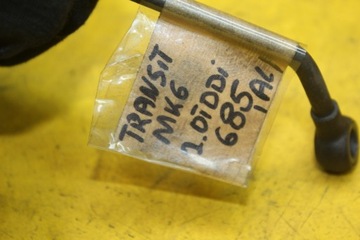 TRANSiT
MK6
2.0TDDi
685
1AL